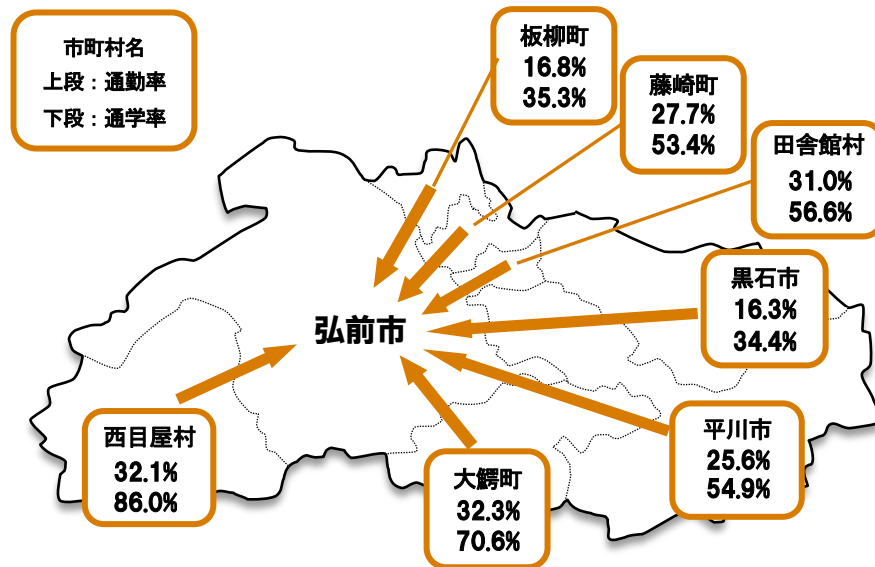 市町村名
上段：通勤率
下段：通学率
板柳町
16.8%
35.3%
藤崎町
27.7%
53.4%
田舎館村
31.0%
56.6%
黒石市
16.3%
34.4%
弘前市
平川市
25.6%
54.9%
西目屋村
32.1%
86.0%
大鰐町
32.3%
70.6%